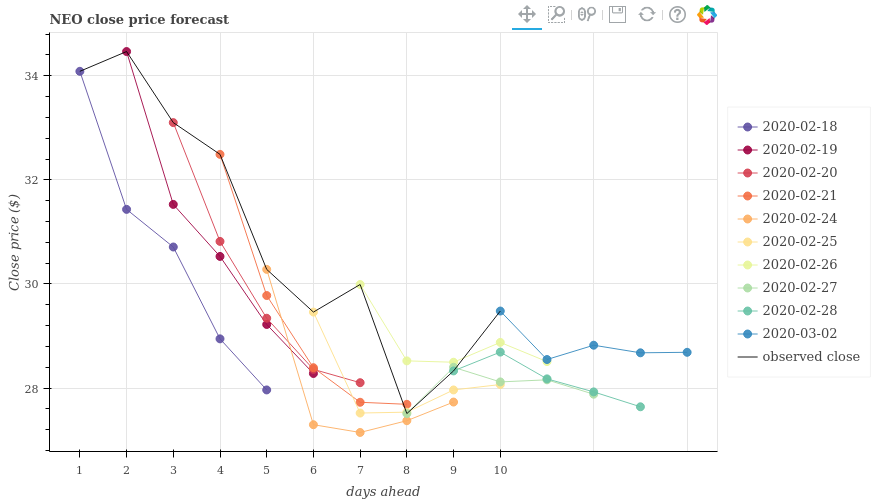 NEO close price forecast
34
32
30
28
Close price ($)
1 2 3 4 5 6 7 8 9 10
days ahead
2020-02-18
2020-02-19
2020-02-20
2020-02-21
2020-02-24
2020-02-25
2020-02-26
2020-02-27
2020-02-28
2020-03-02
observed close